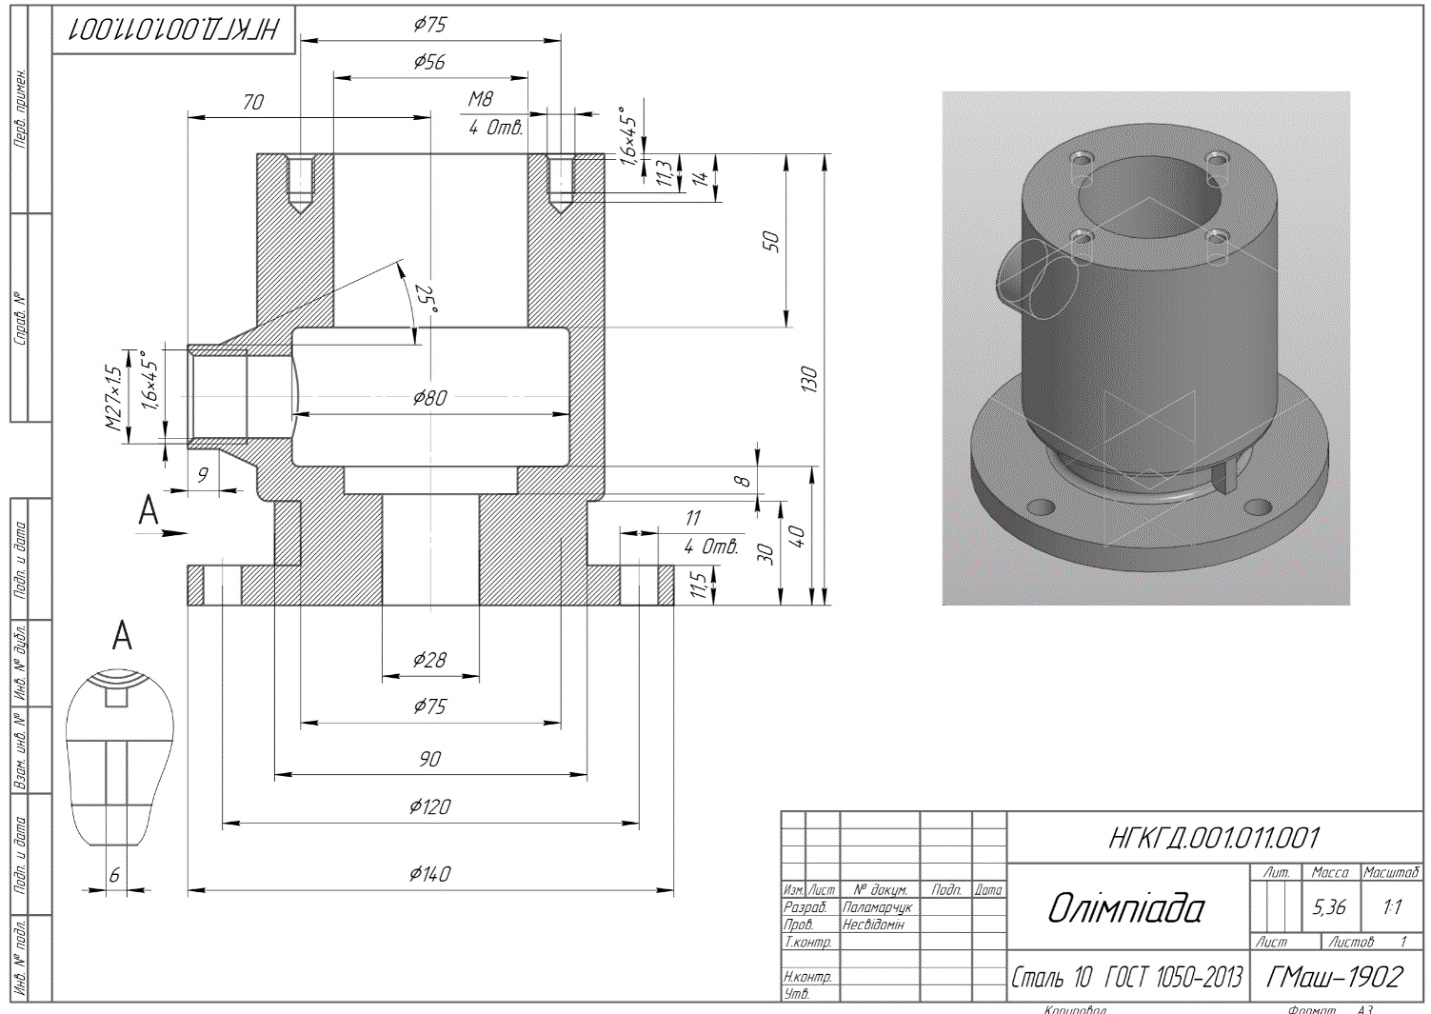 НГКГД.001.011.001
Перв. примен.
Справ. №
Подп. и дата
Инв. № дубл.
Взам. инв. №
Подп. и дата
Инв. № подл.
⌀75
⌀56
70
М8
4 Отв.
1,6×45°
11,3
14
50
130
25°
М27×1.5
1,6×45°
⌀80
9
А
8
40
30
11
4 Отв.
11,5
⌀28
⌀75
90
⌀120
⌀140
А
6
НГКГД.001.011.001
Изм. Лист № докум. Подп. Дата
Разраб. Паламарчук
Пров. Несвідомін
Т.контр.
Н.контр.
Утв.
Олімпіада
Лит. Масса Масштаб
5,36 1:1
Лист Листов 1
Сталь 10 ГОСТ 1050-2013
ГМаш-1902
Копировал Формат А3